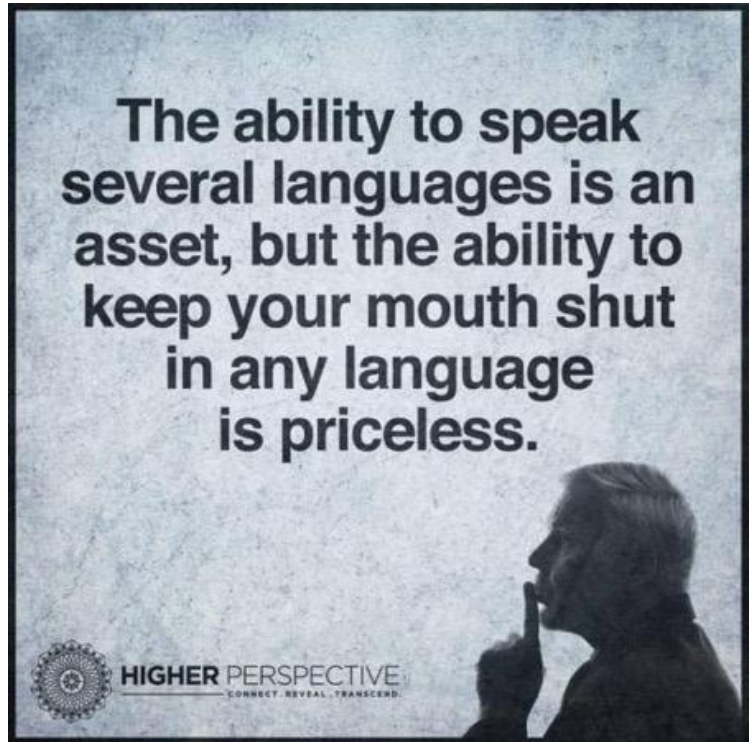 The ability to speak
several languages is an
asset, but the ability to
keep your mouth shut
in any language
is priceless.
HIGHER PERSPECTIVE
CONNECT . REVEAL . TRANSCEND.